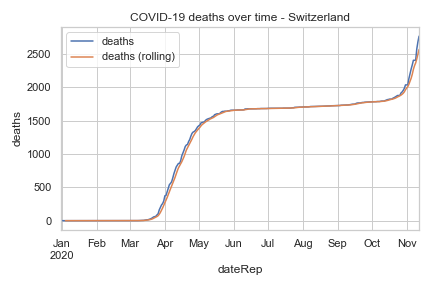 COVID-19 deaths over time - Switzerland
deaths
deaths (rolling)
2500
2000
1500
1000
500
0
deaths
Jan Feb Mar Apr May Jun Jul Aug Sep Oct Nov
2020
dateRep